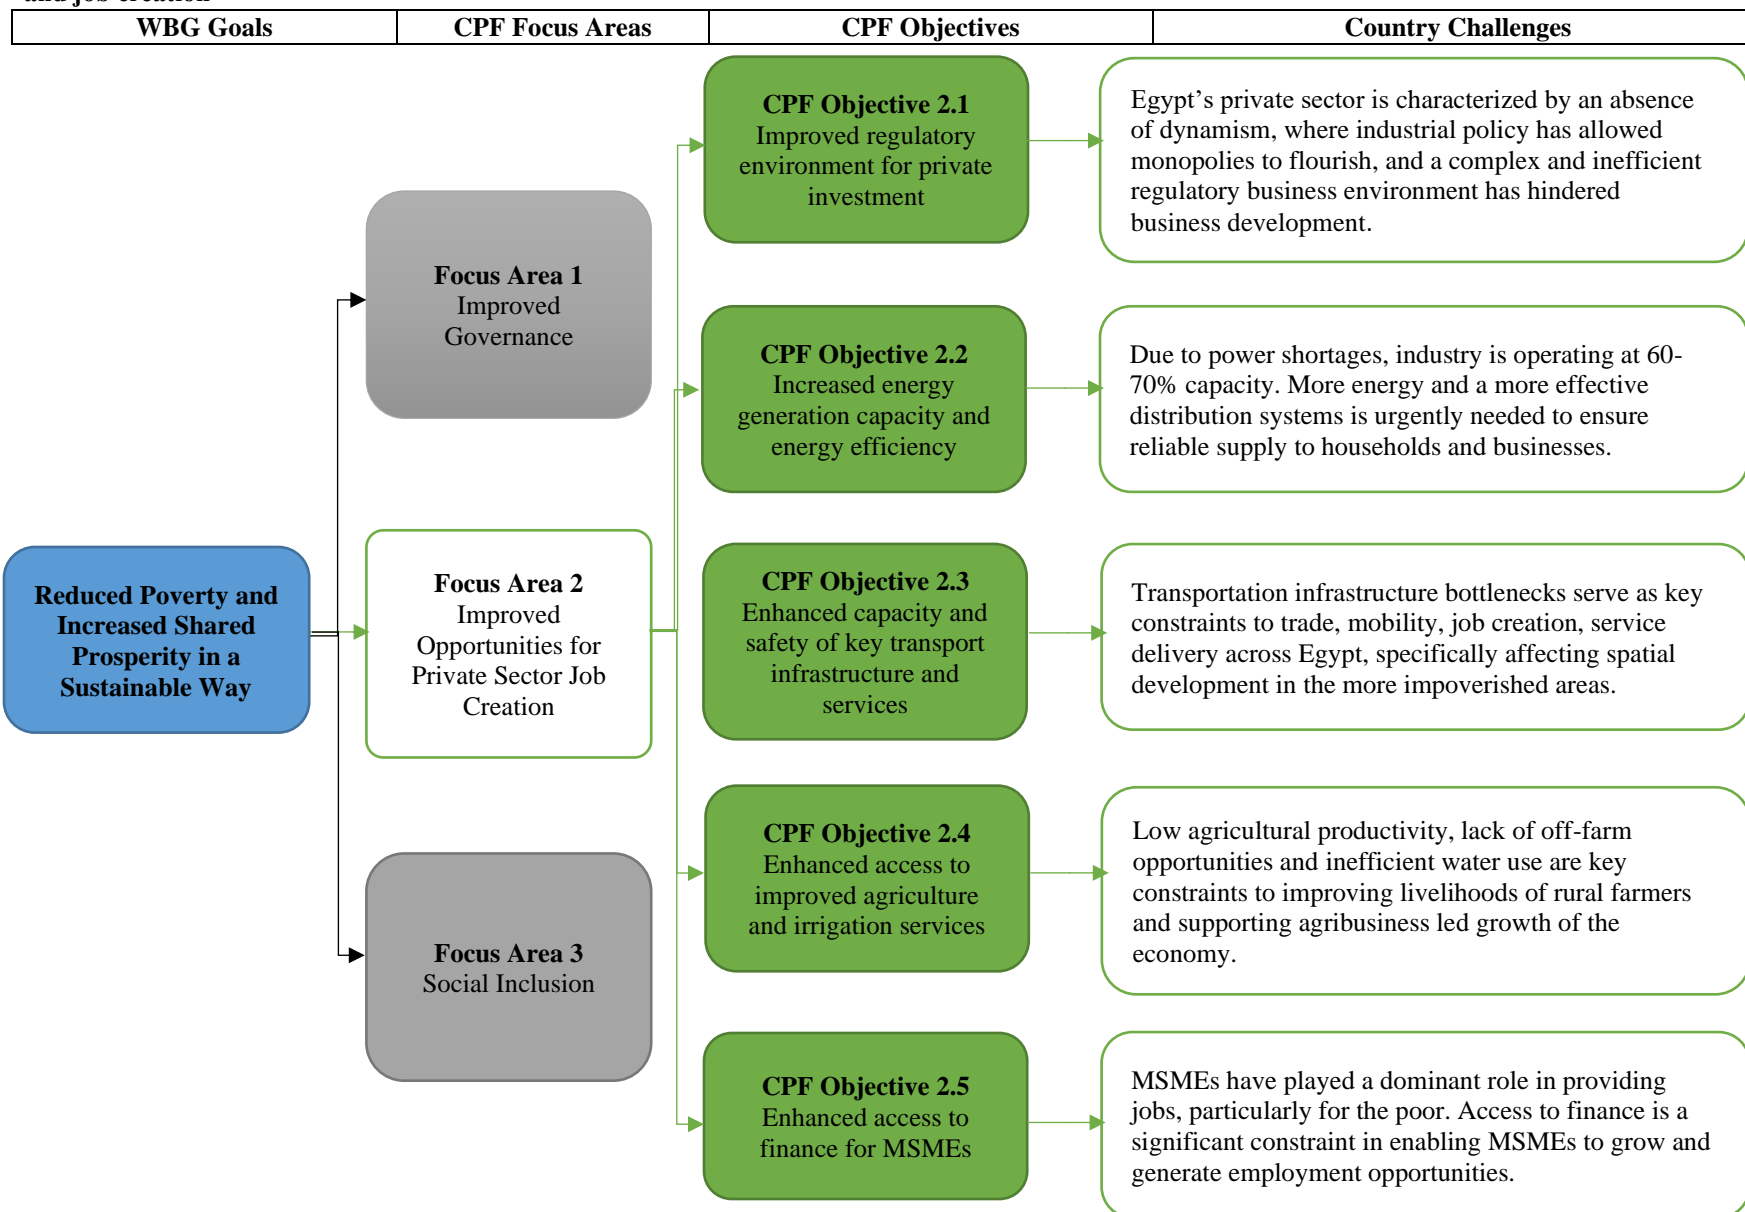 and job creation
WBG Goals
CPF Focus Areas
CPF Objectives
Country Challenges
Reduced Poverty and
Increased Shared
Prosperity in a
Sustainable Way
Focus Area 1
Improved
Governance
Focus Area 2
Improved
Opportunities for
Private Sector Job
Creation
Focus Area 3
Social Inclusion
CPF Objective 2.1
Improved regulatory
environment for private
investment
Egypt’s private sector is characterized by an absence
of dynamism, where industrial policy has allowed
monopolies to flourish, and a complex and inefficient
regulatory business environment has hindered
business development.
CPF Objective 2.2
Increased energy
generation capacity and
energy efficiency
Due to power shortages, industry is operating at 60-
70% capacity. More energy and a more effective
distribution systems is urgently needed to ensure
reliable supply to households and businesses.
CPF Objective 2.3
Enhanced capacity and
safety of key transport
infrastructure and
services
Transportation infrastructure bottlenecks serve as key
constraints to trade, mobility, job creation, service
delivery across Egypt, specifically affecting spatial
development in the more impoverished areas.
CPF Objective 2.4
Enhanced access to
improved agriculture
and irrigation services
Low agricultural productivity, lack of off-farm
opportunities and inefficient water use are key
constraints to improving livelihoods of rural farmers
and supporting agribusiness led growth of the
economy.
CPF Objective 2.5
Enhanced access to
finance for MSMEs
MSMEs have played a dominant role in providing
jobs, particularly for the poor. Access to finance is a
significant constraint in enabling MSMEs to grow and
generate employment opportunities.